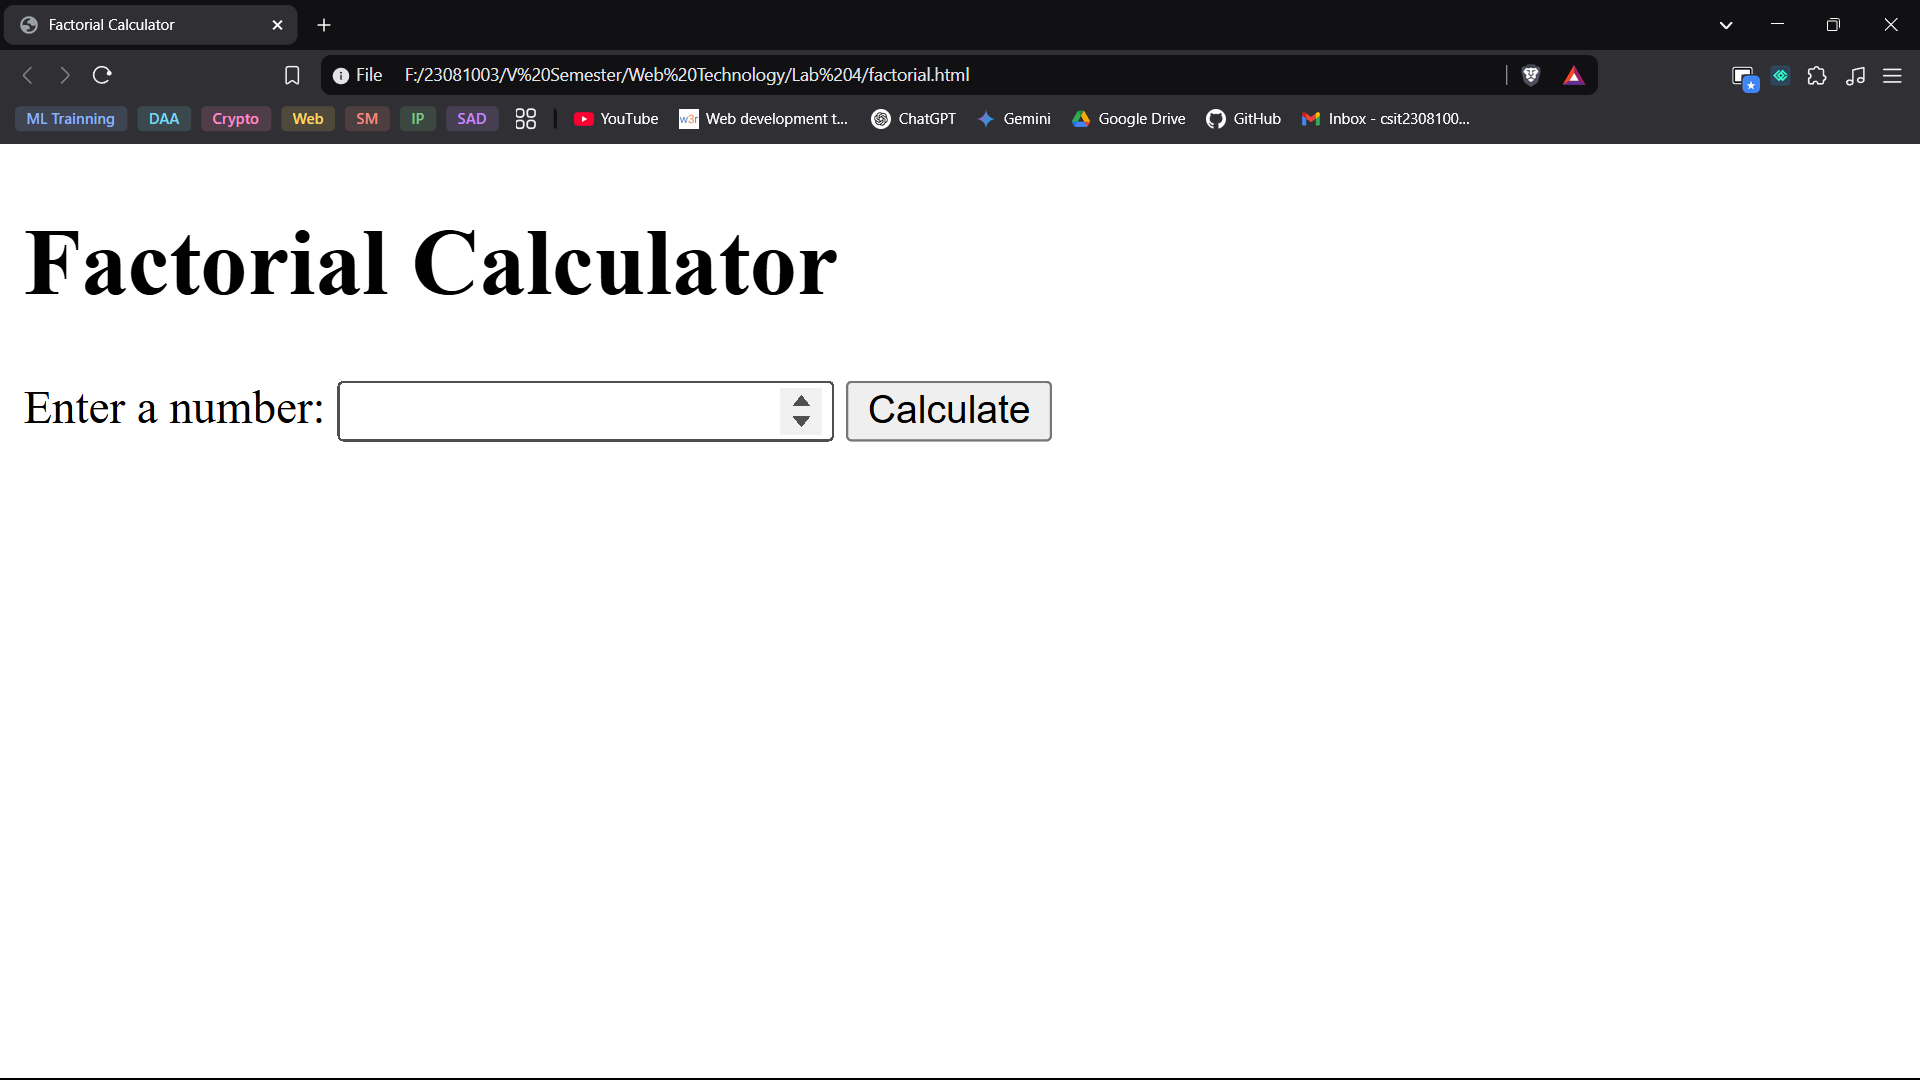 Factorial Calculator
File F:/23081003/V%20Semester/Web%20Technology/Lab%204/factorial.html
ML Trainning DAA Crypto Web SM IP SAD YouTube w3r Web development t... ChatGPT Gemini Google Drive GitHub Inbox - csit2308100...
Factorial Calculator
Enter a number: Calculate